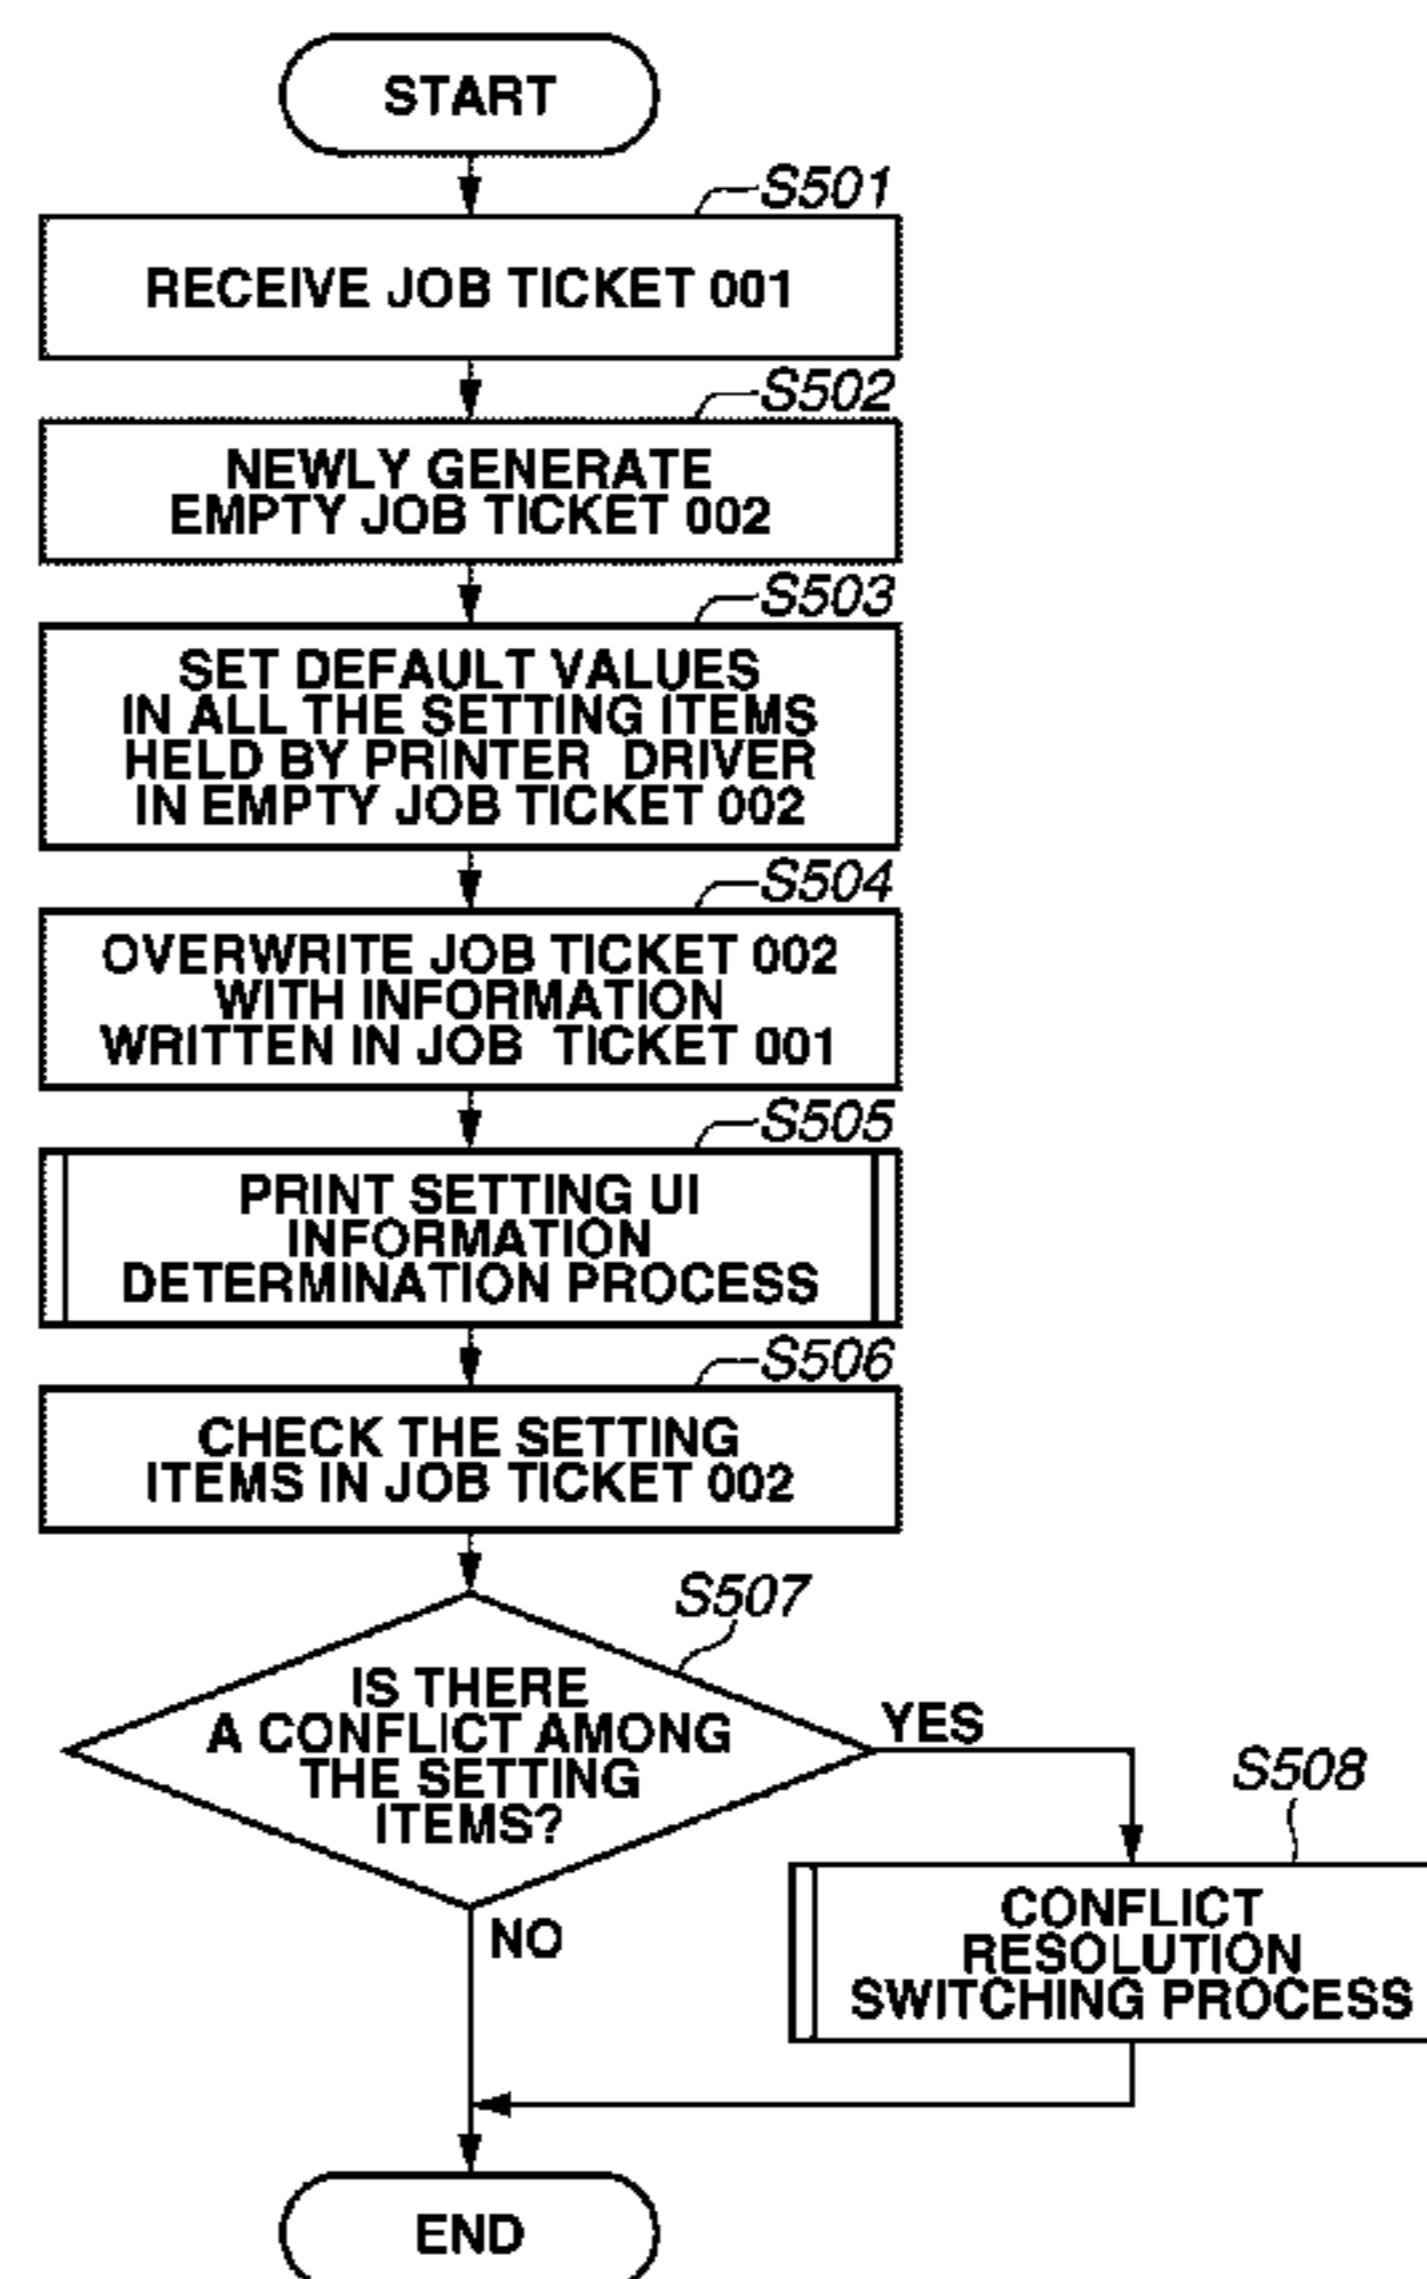 START
S501
RECEIVE JOB TICKET 001
S502
NEWLY GENERATE
EMPTY JOB TICKET 002
S503
SET DEFAULT VALUES
IN ALL THE SETTING ITEMS
HELD BY PRINTER DRIVER
IN EMPTY JOB TICKET 002
S504
OVERWRITE JOB TICKET 002
WITH INFORMATION
WRITTEN IN JOB TICKET 001
S505
PRINT SETTING UI
INFORMATION
DETERMINATION PROCESS
S506
CHECK THE SETTING
ITEMS IN JOB TICKET 002
S507
IS THERE
A CONFLICT AMONG
THE SETTING
ITEMS?
YES
S508
CONFLICT
RESOLUTION
SWITCHING PROCESS
NO
END